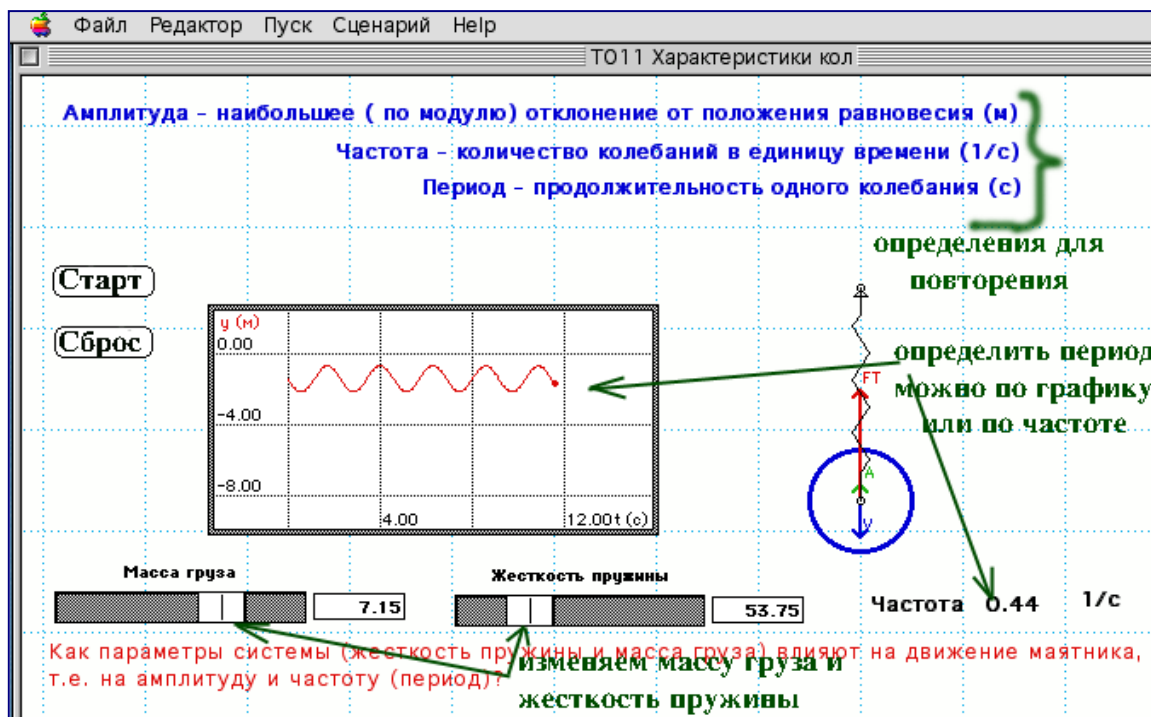 Файл Редактор Пуск Сценарий Help
ТО11 Характеристики кол
Амплитуда - наибольшее ( по модулю) отклонение от положения равновесия (м)
Частота - количество колебаний в единицу времени (1/с)
Период - продолжительность одного колебания (с)
определения для
повторения
Старт
Сброс
y (м)
0.00
-4.00
-8.00
4.00
12.00 t (с)
FT
A
V
определить период
можно по графику
или по частоте
Масса груза
7.15
Жесткость пружины
53.75
Частота 0.44 1/с
Как параметры системы (жесткость пружины и масса груза) влияют на движение маятника,
т.е. на амплитуду и частоту (период)?
изменяем массу груза и
жесткость пружины